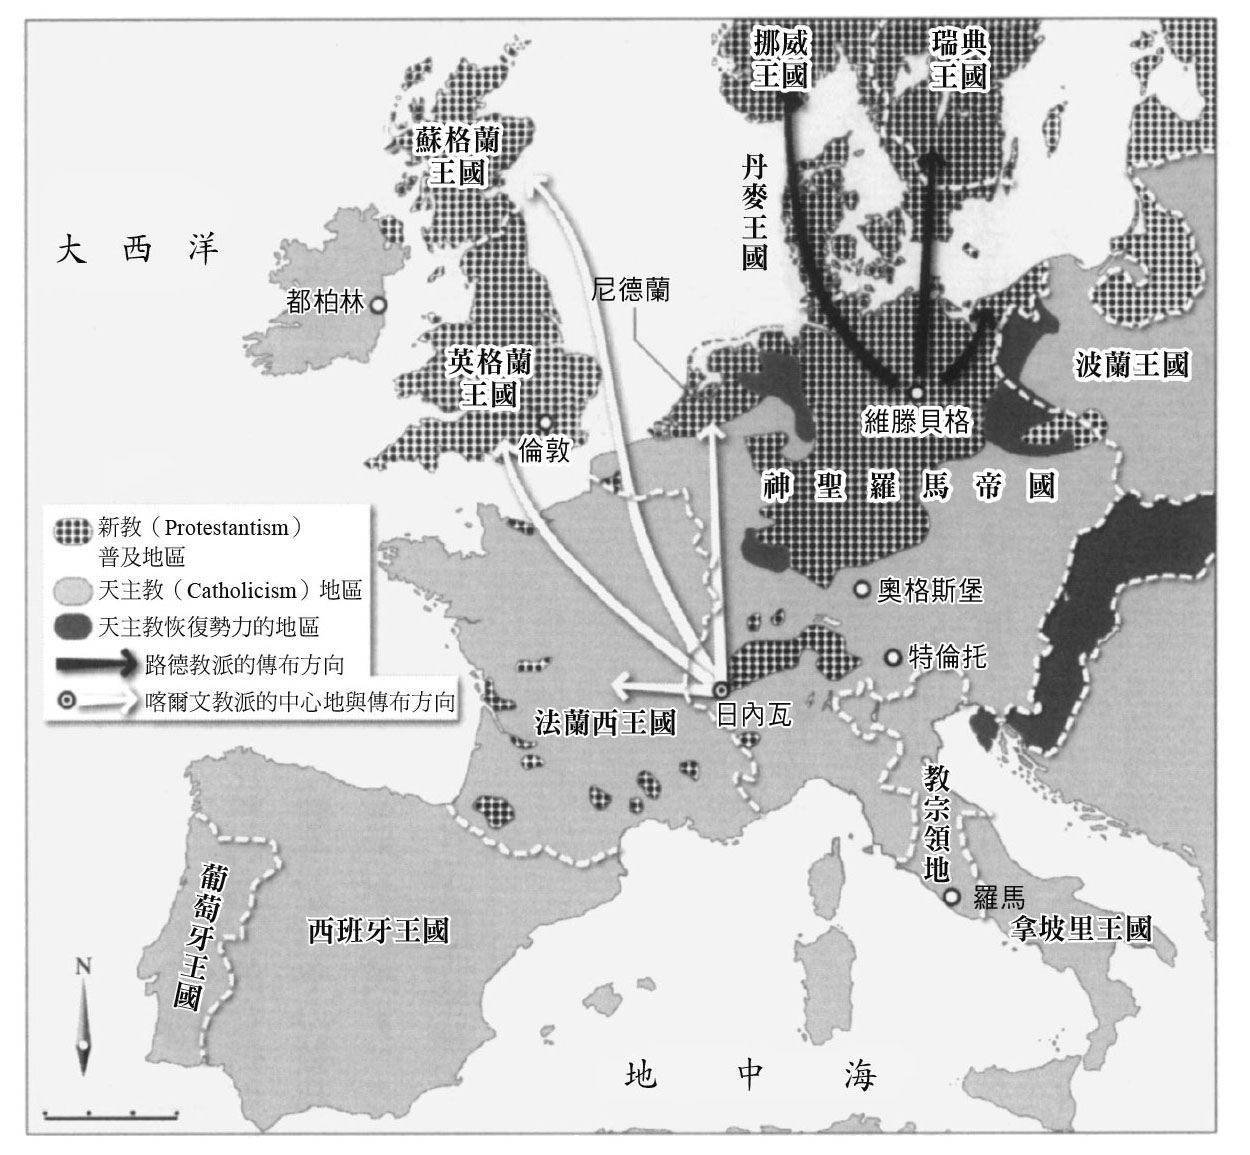 挪威
王國
瑞典
王國
蘇格蘭
王國
丹麥王國
大西洋
都柏林
尼德蘭
英格蘭
王國
倫敦
波蘭王國
維滕貝格
神聖羅馬帝國
新教（Protestantism）
普及地區
天主教（Catholicism）地區
天主教恢復勢力的地區
路德教派的傳布方向
喀爾文教派的中心地與傳布方向
奧格斯堡
特倫托
日內瓦
法蘭西王國
教宗領地
羅馬
拿坡里王國
葡萄牙王國
西班牙王國
N
地中海